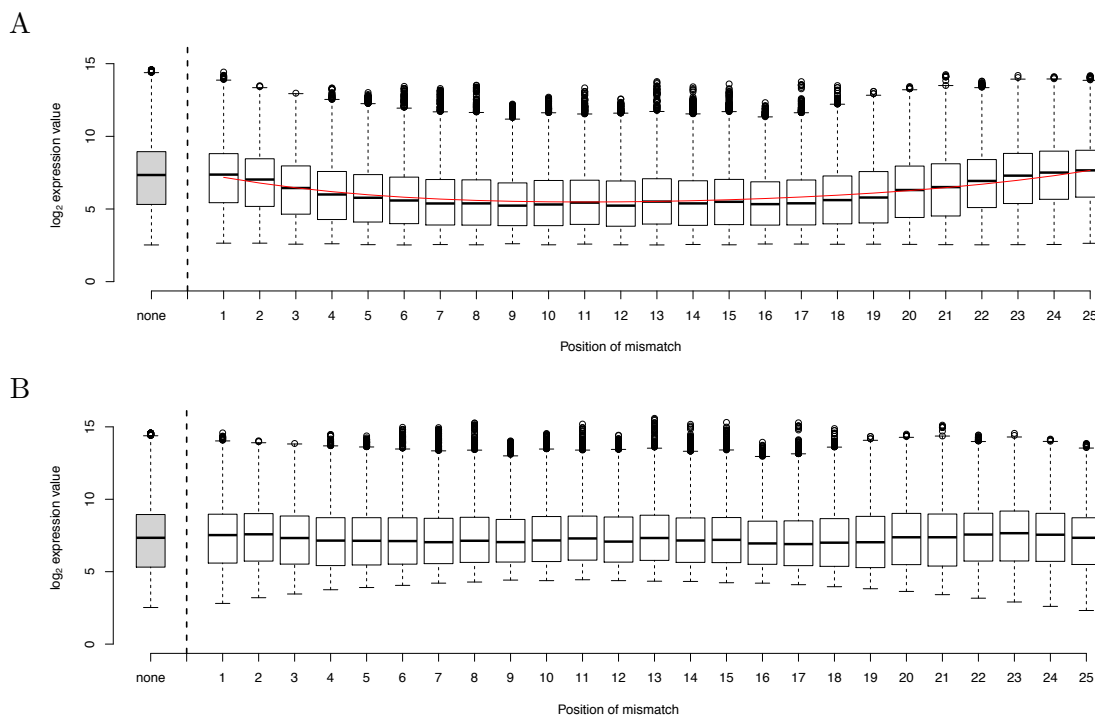 A
log₂ expression value
15
10
5
0
none 1 2 3 4 5 6 7 8 9 10 11 12 13 14 15 16 17 18 19 20 21 22 23 24 25
Position of mismatch
B
log₂ expression value
15
10
5
0
none 1 2 3 4 5 6 7 8 9 10 11 12 13 14 15 16 17 18 19 20 21 22 23 24 25
Position of mismatch